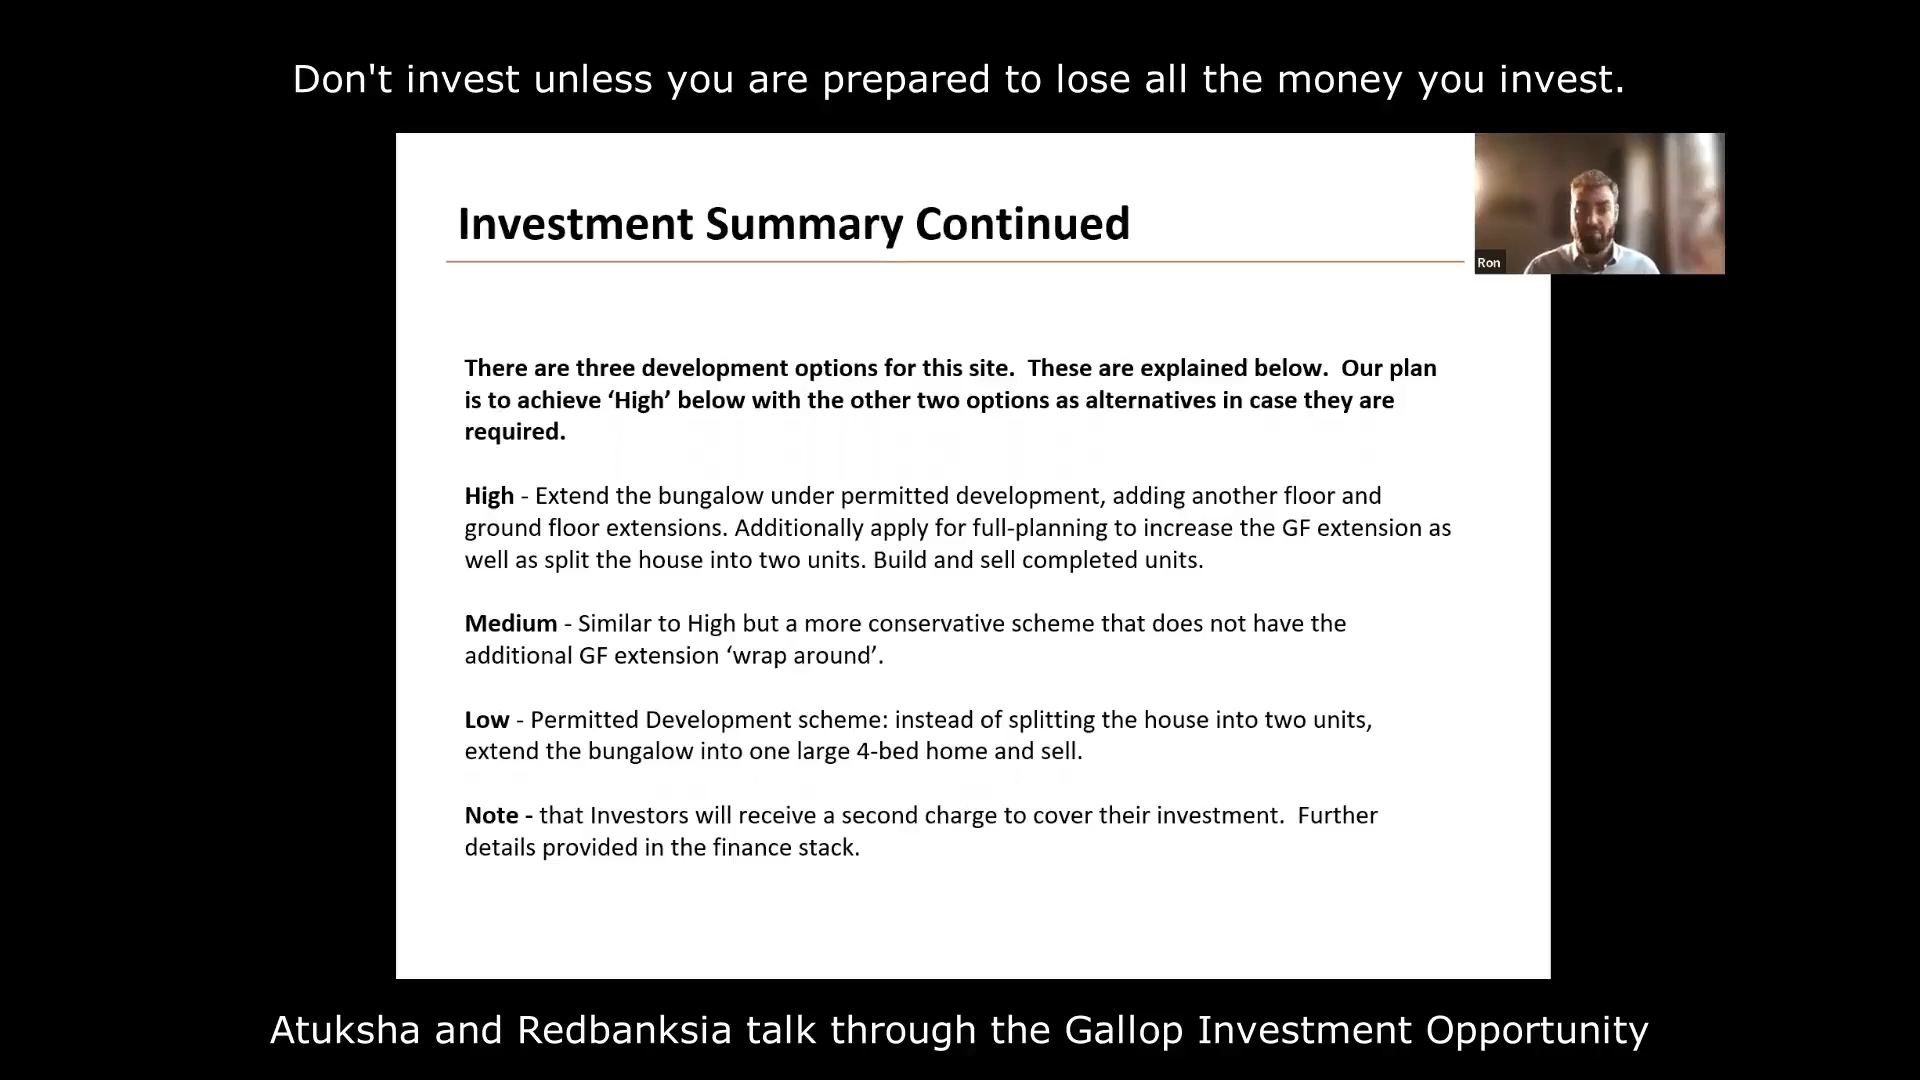 Don't invest unless you are prepared to lose all the money you invest.
Investment Summary Continued
Ron
There are three development options for this site.  These are explained below.  Our plan
is to achieve ‘High’ below with the other two options as alternatives in case they are
required.
High - Extend the bungalow under permitted development, adding another floor and
ground floor extensions. Additionally apply for full-planning to increase the GF extension as
well as split the house into two units. Build and sell completed units.
Medium - Similar to High but a more conservative scheme that does not have the
additional GF extension ‘wrap around’.
Low - Permitted Development scheme: instead of splitting the house into two units,
extend the bungalow into one large 4-bed home and sell.
Note - that Investors will receive a second charge to cover their investment.  Further
details provided in the finance stack.
Atuksha and Redbanksia talk through the Gallop Investment Opportunity